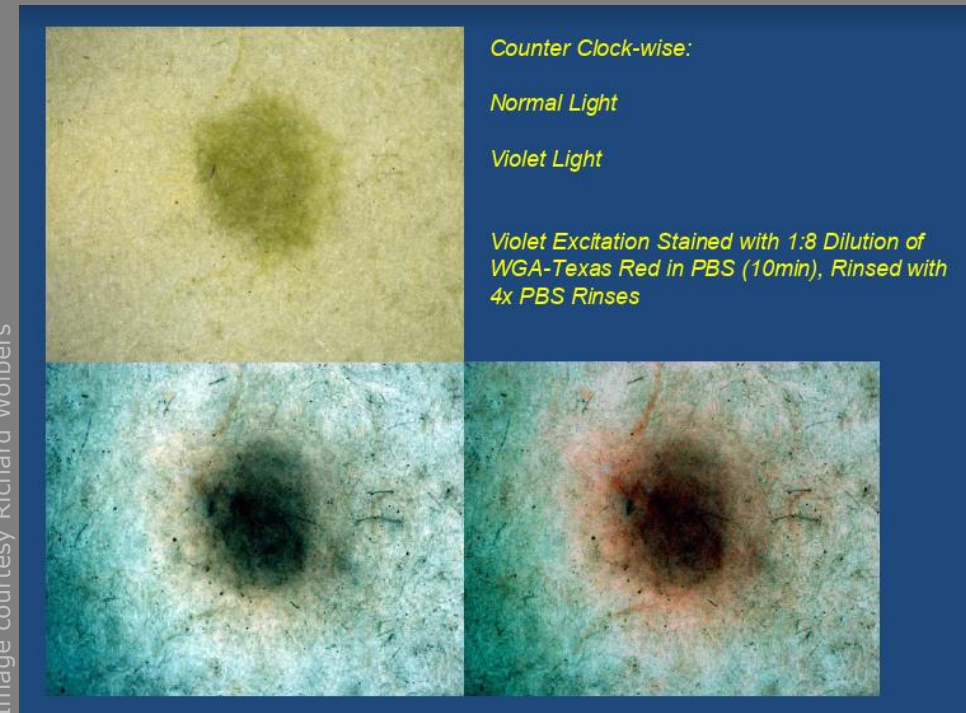 Counter Clock-wise:
Normal Light
Violet Light
Violet Excitation Stained with 1:8 Dilution of
WGA-Texas Red in PBS (10min), Rinsed with
4x PBS Rinses
Image courtesy Richard Wolbers